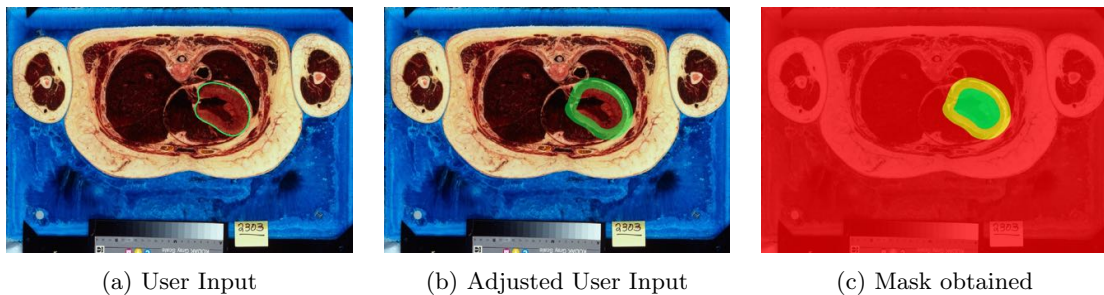 2303
2303
2303
(a) User Input
(b) Adjusted User Input
(c) Mask obtained